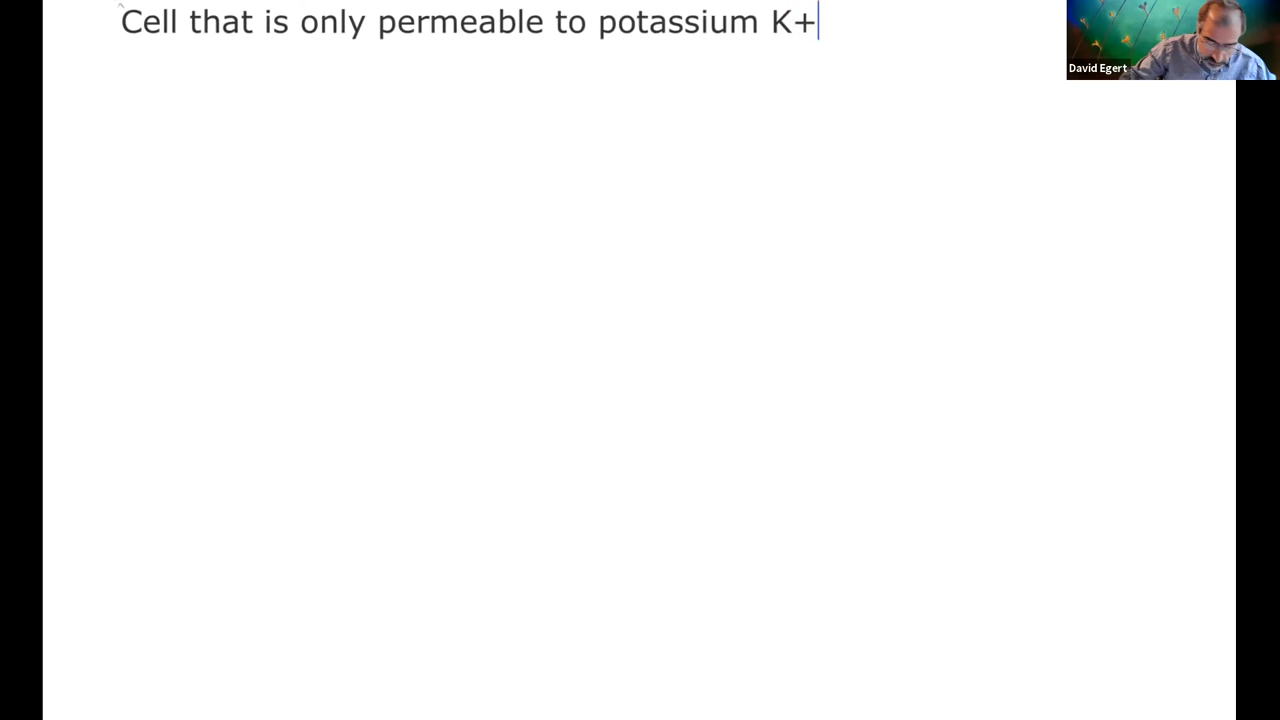 Cell that is only permeable to potassium K+
David Egert